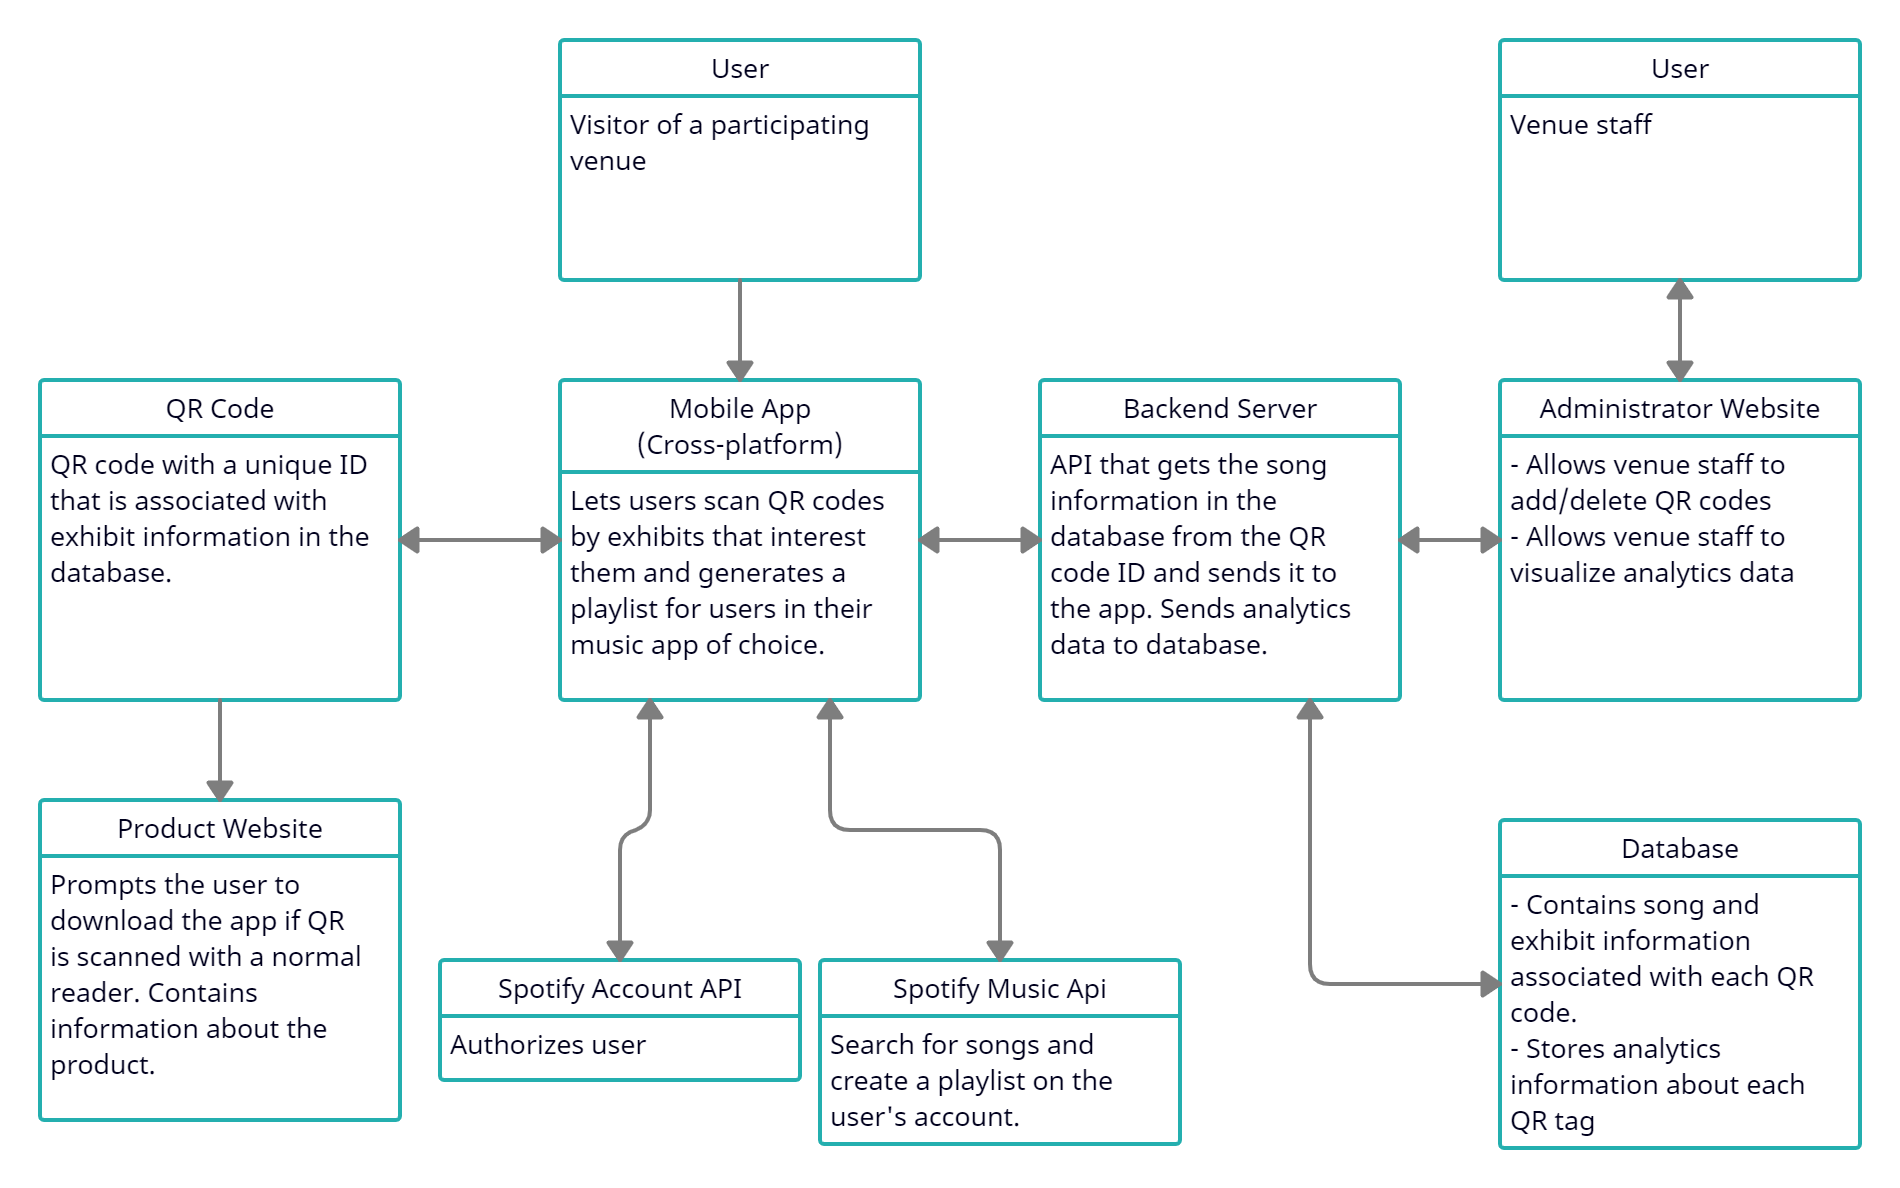 User
Visitor of a participating
venue
User
Venue staff
QR Code
QR code with a unique ID
that is associated with
exhibit information in the
database.
Mobile App
(Cross-platform)
Lets users scan QR codes
by exhibits that interest
them and generates a
playlist for users in their
music app of choice.
Backend Server
API that gets the song
information in the
database from the QR
code ID and sends it to
the app. Sends analytics
data to database.
Administrator Website
- Allows venue staff to
add/delete QR codes
- Allows venue staff to
visualize analytics data
Product Website
Prompts the user to
download the app if QR
is scanned with a normal
reader. Contains
information about the
product.
Spotify Account API
Authorizes user
Spotify Music Api
Search for songs and
create a playlist on the
user's account.
Database
- Contains song and
exhibit information
associated with each QR
code.
- Stores analytics
information about each
QR tag